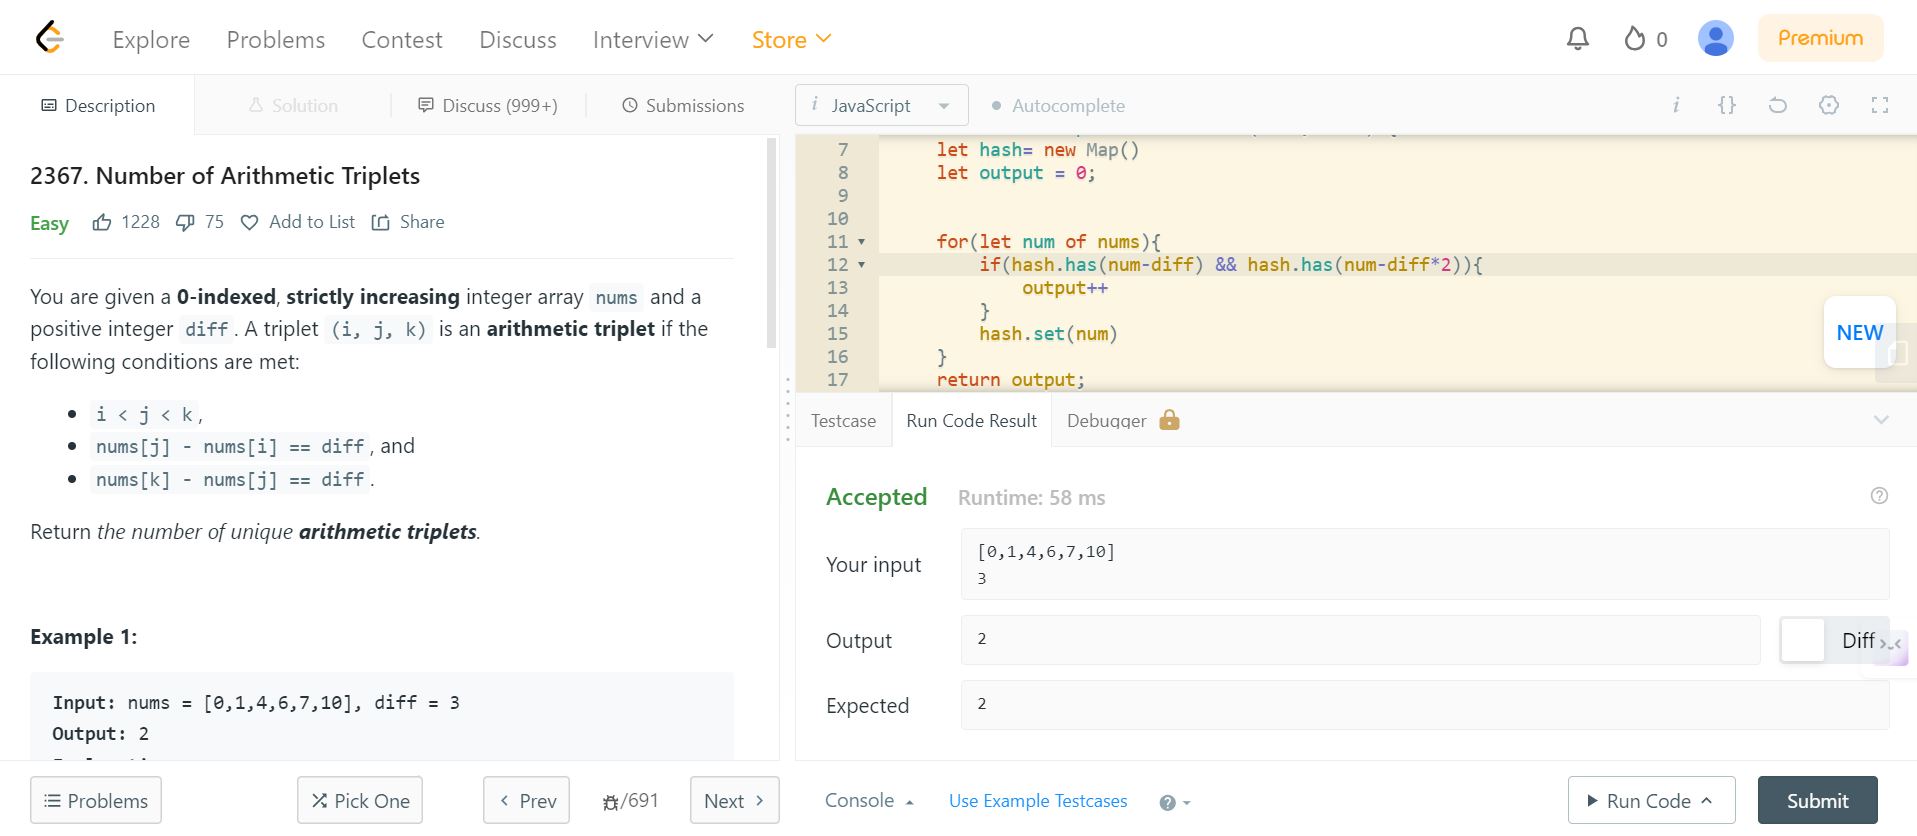 Explore Problems Contest Discuss Interview Store 0 Premium
Description Solution Discuss (999+) Submissions
i JavaScript Autocomplete i {}
2367. Number of Arithmetic Triplets
Easy 1228 75 Add to List Share
You are given a 0-indexed, strictly increasing integer array nums and a
positive integer diff. A triplet (i, j, k) is an arithmetic triplet if the
following conditions are met:
i < j < k,
nums[j] - nums[i] == diff, and
nums[k] - nums[j] == diff.
Return the number of unique arithmetic triplets.
Example 1:
Input: nums = [0,1,4,6,7,10], diff = 3
Output: 2
7 let hash= new Map()
8 let output = 0;
9
10
11 for(let num of nums){
12 if(hash.has(num-diff) && hash.has(num-diff*2)){
13 output++
14 }
15 hash.set(num)
16 }
17 return output;
NEW
Testcase Run Code Result Debugger
Accepted Runtime: 58 ms
Your input
[0,1,4,6,7,10]
3
Output 2 Diff
Expected 2
Problems Pick One Prev /691 Next
Console Use Example Testcases Run Code Submit